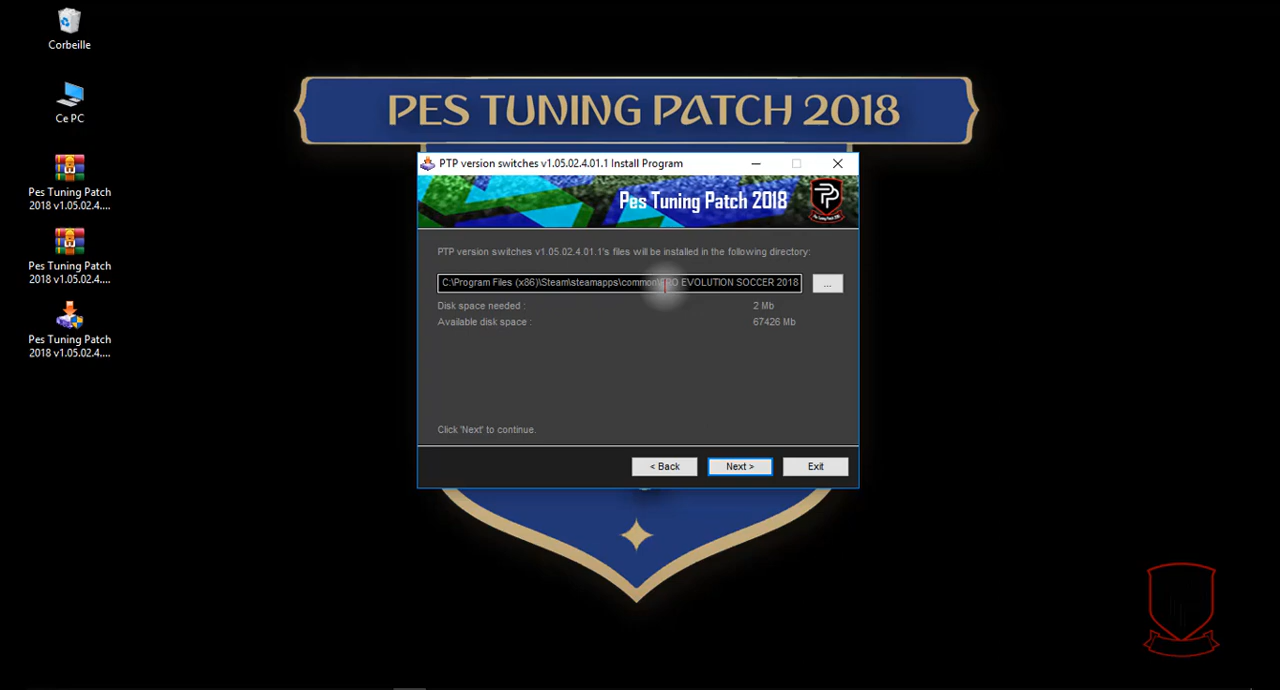 Corbeille
Ce PC
Pes Tuning Patch
2018 v1.05.02.4....
Pes Tuning Patch
2018 v1.05.02.4....
Pes Tuning Patch
2018 v1.05.02.4....
PES TUNING PATCH 2018
PTP version switches v1.05.02.4.01.1 Install Program
Pes Tuning Patch 2018
PTP version switches v1.05.02.4.01.1's files will be installed in the following directory:
C:\Program Files (x86)\Steam\steamapps\common\PRO EVOLUTION SOCCER 2018
...
Disk space needed :
2 Mb
Available disk space :
67426 Mb
Click 'Next' to continue.
< Back
Next >
Exit